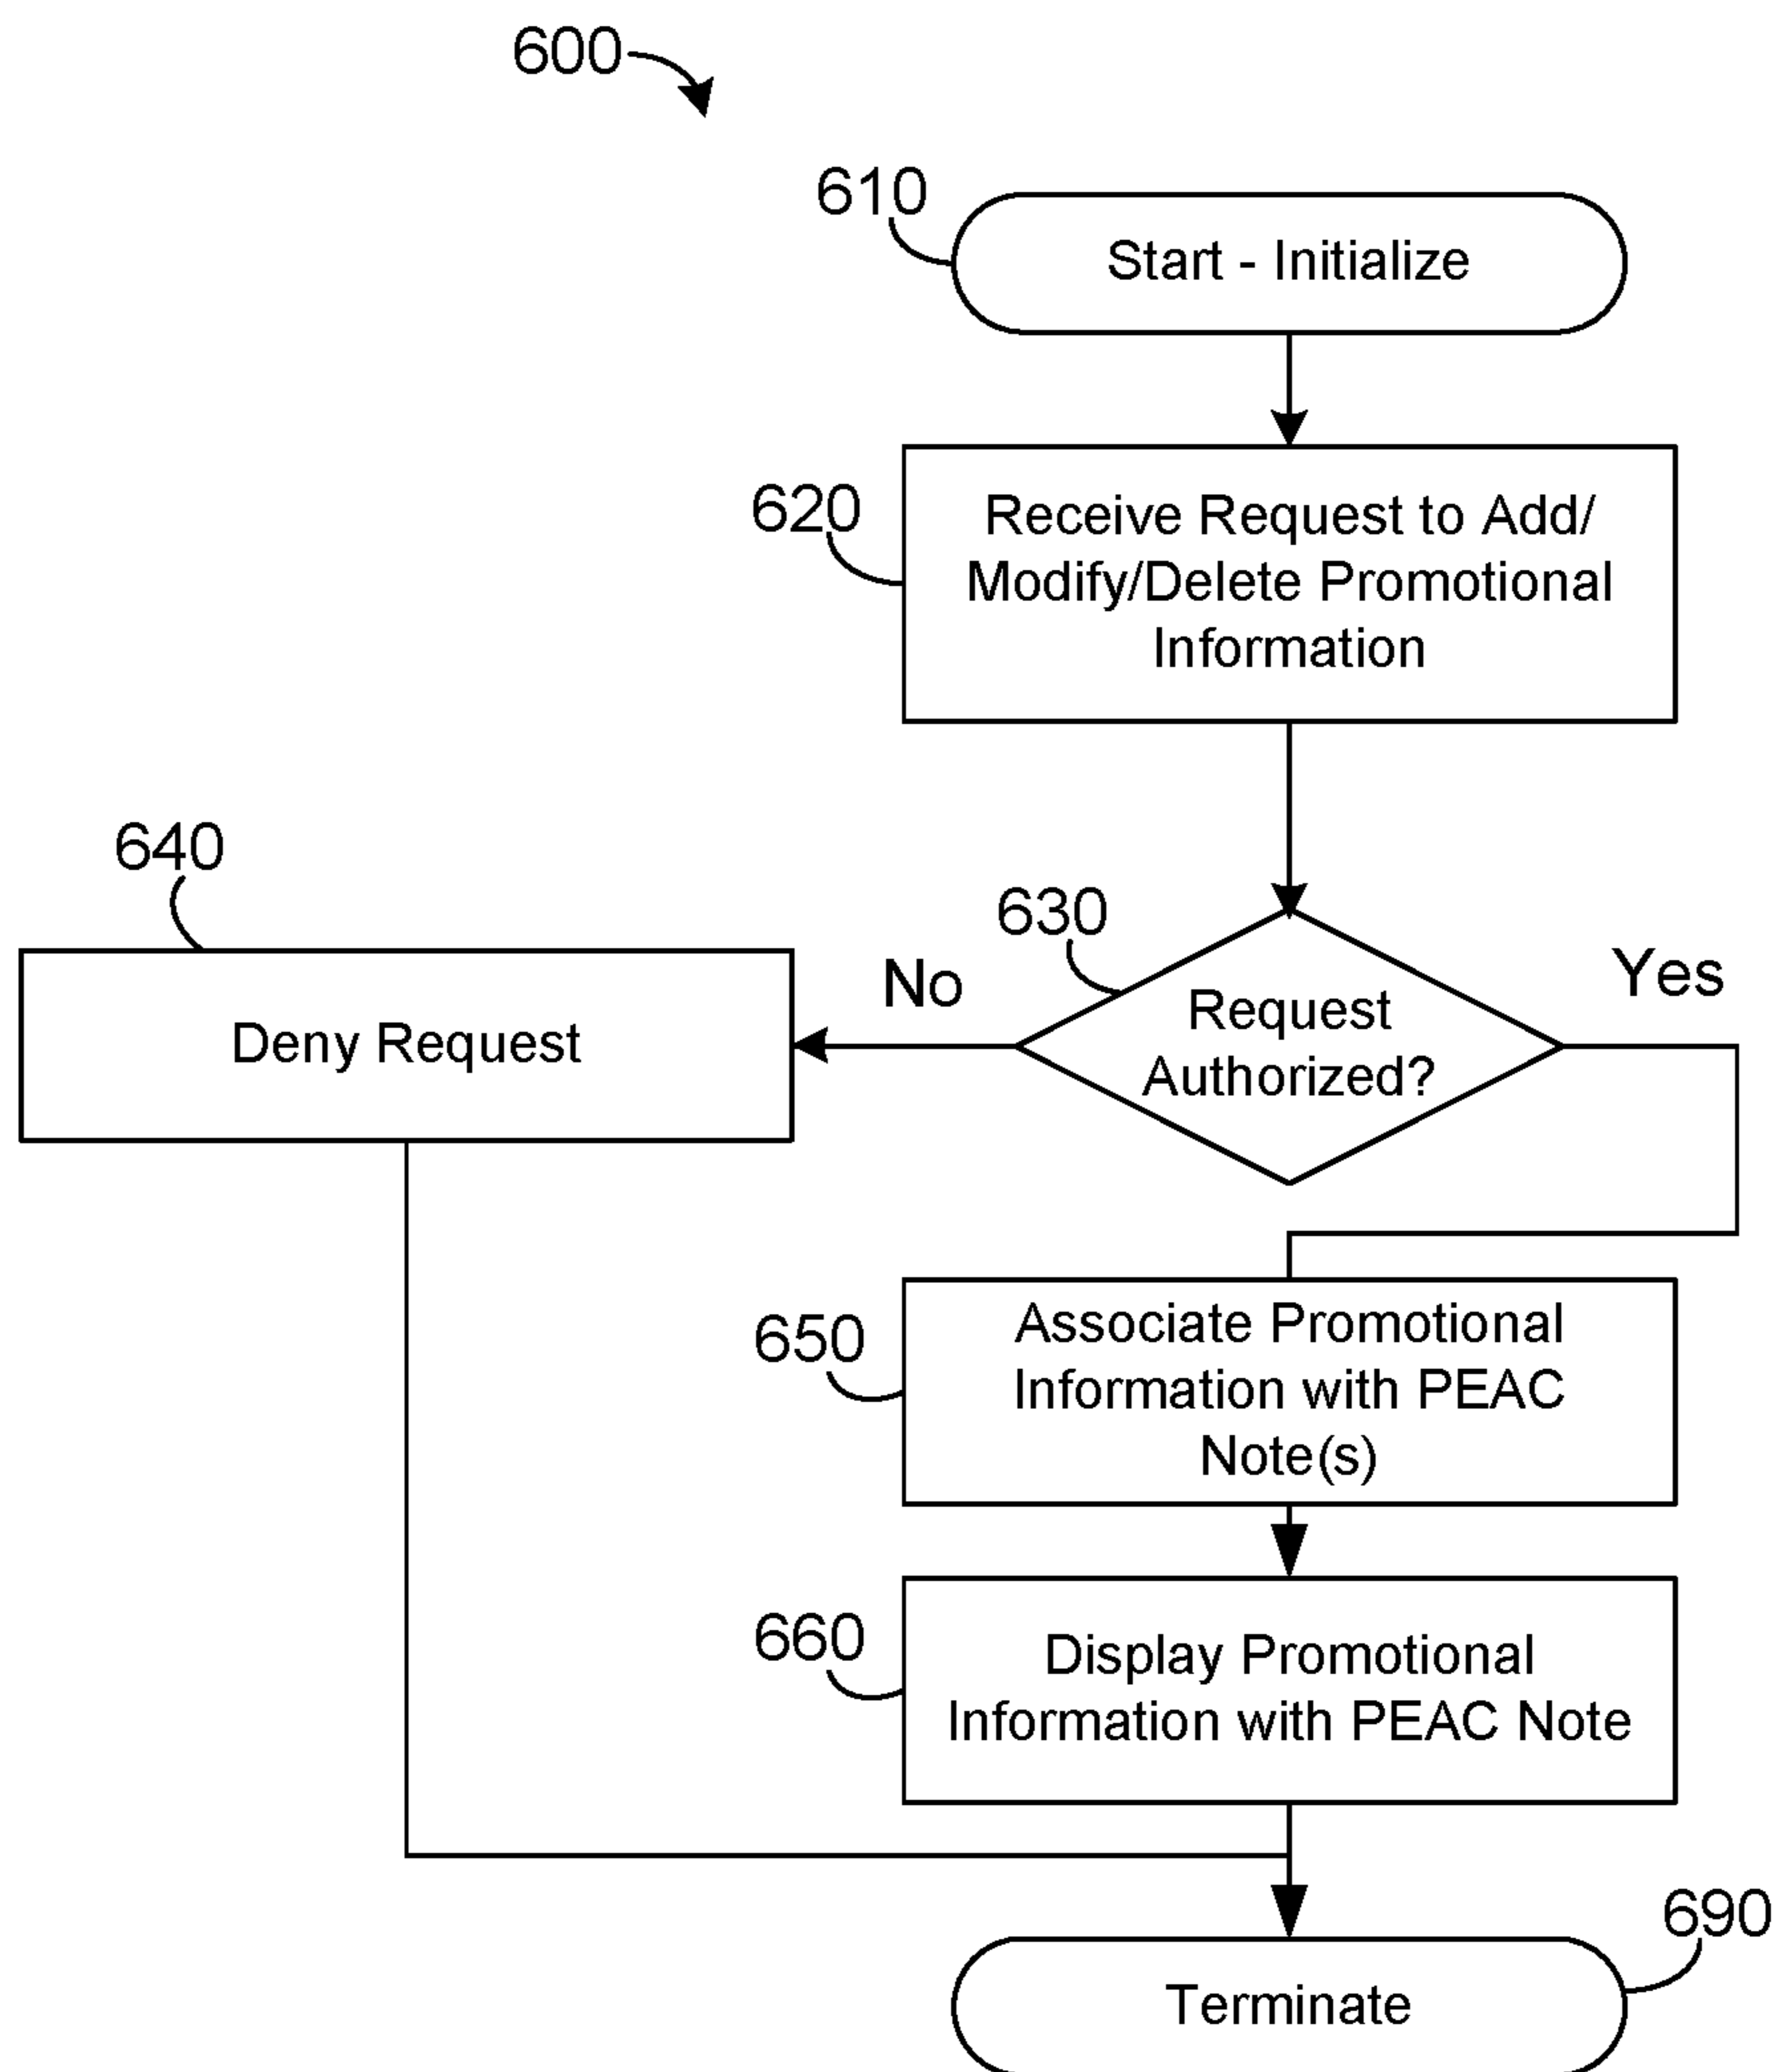 600
610
Start - Initialize
620
Receive Request to Add/
Modify/Delete Promotional
Information
640
630
No
Yes
Deny Request
Request
Authorized?
650
Associate Promotional
Information with PEAC
Note(s)
660
Display Promotional
Information with PEAC Note
690
Terminate